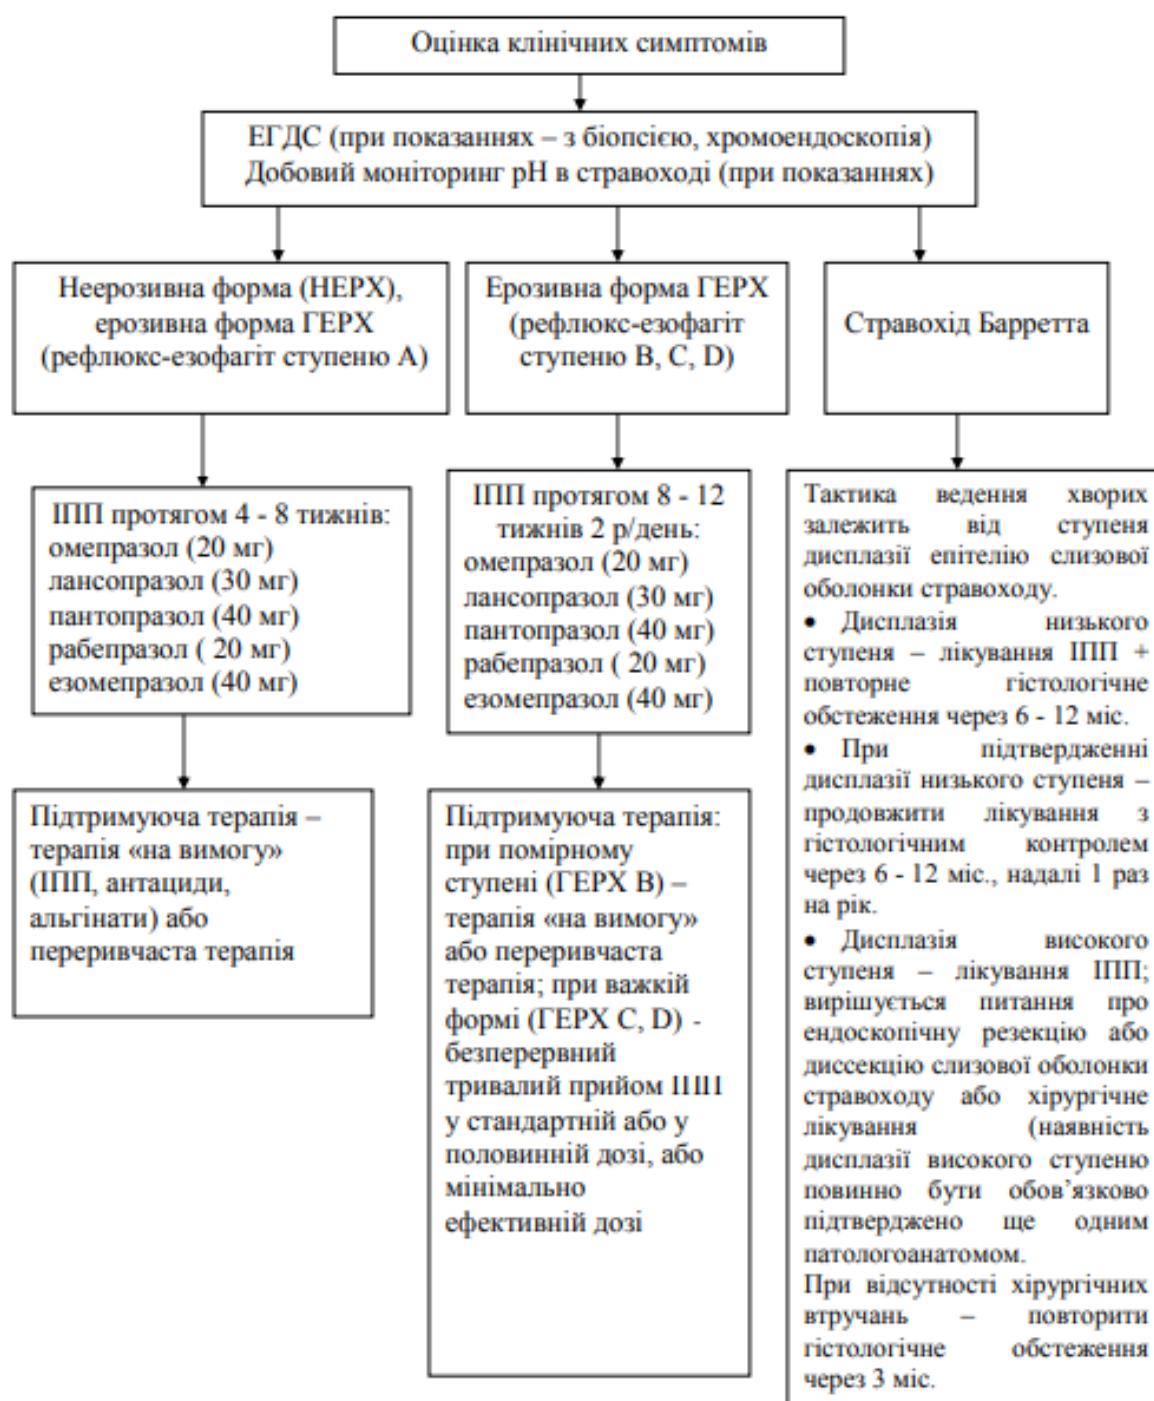 Оцінка клінічних симптомів
ЕГДС (при показаннях – з біопсією, хромоендоскопія)
Добовий моніторинг рН в стравоході (при показаннях)
Неерозивна форма (НЕРХ),
ерозивна форма ГЕРХ
(рефлюкс-езофагіт ступеню А)
Ерозивна форма ГЕРХ
(рефлюкс-езофагіт
ступеню В, С, D)
Стравохід Барретта
ІПП протягом 4 - 8 тижнів:
омепразол (20 мг)
лансопразол (30 мг)
пантопразол (40 мг)
рабепразол ( 20 мг)
езомепразол (40 мг)
ІПП протягом 8 - 12
тижнів 2 р/день:
омепразол (20 мг)
лансопразол (30 мг)
пантопразол (40 мг)
рабепразол ( 20 мг)
езомепразол (40 мг)
Підтримуюча терапія –
терапія «на вимогу»
(ІПП, антациди,
альгінати) або
переривчаста терапія
Підтримуюча терапія:
при помірному
ступені (ГЕРХ В) –
терапія «на вимогу»
або переривчаста
терапія; при важкій
формі (ГЕРХ С, D) -
безперервний
тривалий прийом ІПП
у стандартній або у
половинній дозі, або
мінімально
ефективній дозі
Тактика ведення хворих
залежить від ступеня
дисплазії епітелію слизової
оболонки стравоходу.
• Дисплазія низького
ступеня – лікування ІПП +
повторне гістологічне
обстеження через 6 - 12 міс.
• При підтвердженні
дисплазії низького ступеня –
продовжити лікування з
гістологічним контролем
через 6 - 12 міс., надалі 1 раз
на рік.
• Дисплазія високого
ступеня – лікування ІПП;
вирішується питання про
ендоскопічну резекцію або
диссекцію слизової оболонки
стравоходу або хірургічне
лікування (наявність
дисплазії високого ступеню
повинно бути обов’язково
підтверджено ще одним
патологоанатомом.
При відсутності хірургічних
втручань – повторити
гістологічне обстеження
через 3 міс.